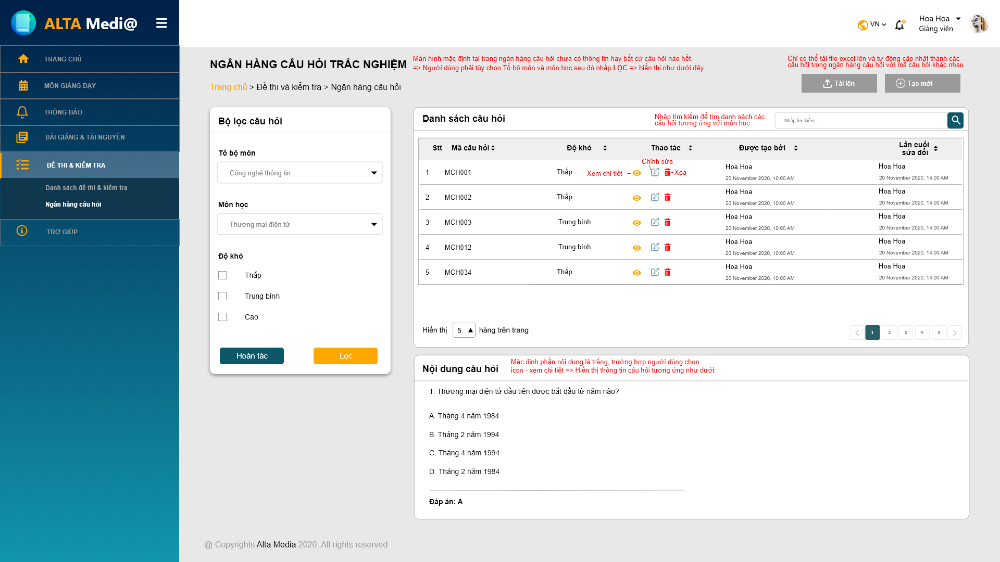 ALTA Medi@
VN
Hoa Hoa
Giảng viên
TRANG CHỦ
MÔN GIẢNG DẠY
THÔNG BÁO
BÀI GIẢNG & TÀI NGUYÊN
ĐỀ THI & KIỂM TRA
Danh sách đề thi & kiểm tra
Ngân hàng câu hỏi
TRỢ GIÚP
NGÂN HÀNG CÂU HỎI TRẮC NGHIỆM
Màn hình mặc định tại trang ngân hàng câu hỏi chưa có thông tin hay bất cứ câu hỏi nào hết.
=> Người dùng phải tùy chọn Tổ bộ môn và môn học sau đó nhấp LỌC => hiển thị như dưới đây
Chỉ có thể tải file excel lên và tự động cập nhật thành các
câu hỏi trong ngân hàng câu hỏi với mã câu hỏi khác nhau
Trang chủ > Đề thi và kiểm tra > Ngân hàng câu hỏi
Tải lên
Tạo mới
Bộ lọc câu hỏi
Tổ bộ môn
Công nghệ thông tin
Môn học
Thương mại điện tử
Độ khó
Thấp
Trung bình
Cao
Hoàn tác
Lọc
Danh sách câu hỏi
Nhập tìm kiếm để tìm danh sách các
câu hỏi tương ứng với môn học
Nhập tìm kiếm...
Stt Mã câu hỏi Độ khó Thao tác Được tạo bởi Lần cuối
sửa đổi
Chỉnh sửa
1 MCH001 Thấp Xem chi tiết – - Xóa Hoa Hoa Hoa Hoa
20 November 2020, 10:00 AM 20 November 2020, 14:00 AM
2 MCH002 Thấp Hoa Hoa Hoa Hoa
20 November 2020, 10:00 AM 20 November 2020, 14:00 AM
3 MCH003 Trung bình Hoa Hoa Hoa Hoa
20 November 2020, 10:00 AM 20 November 2020, 14:00 AM
4 MCH012 Trung bình Hoa Hoa Hoa Hoa
20 November 2020, 10:00 AM 20 November 2020, 14:00 AM
5 MCH034 Thấp Hoa Hoa Hoa Hoa
20 November 2020, 10:00 AM 20 November 2020, 14:00 AM
Hiển thị 5 hàng trên trang
< 1 2 3 4 5 >
Nội dung câu hỏi
Mặc định phần nội dung là trắng, trường hợp người dùng chọn
icon - xem chi tiết => Hiển thị thông tin câu hỏi tương ứng như dưới:
1. Thương mại điện tử đầu tiên được bắt đầu từ năm nào?
A. Tháng 4 năm 1984
B. Tháng 2 năm 1994
C. Tháng 4 năm 1994
D. Tháng 2 năm 1984
Đáp án: A
@ Copyrights Alta Media 2020. All rights reserved